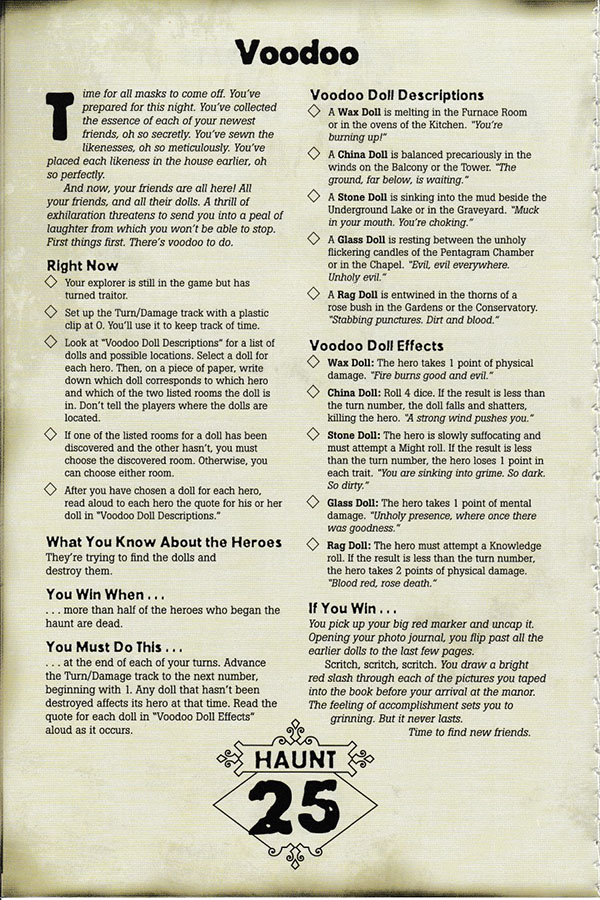 Voodoo
Time for all masks to come off. You've
prepared for this night. You've collected
the essence of each of your newest
friends, oh so secretly. You've sewn the
likenesses, oh so meticulously. You've
placed each likeness in the house earlier, oh
so perfectly.
And now, your friends are all here! All
your friends, and all their dolls. A thrill of
exhilaration threatens to send you into a peal of
laughter from which you won't be able to stop.
First things first. There's voodoo to do.
Right Now
Your explorer is still in the game but has
turned traitor.
Set up the Turn/Damage track with a plastic
clip at 0. You'll use it to keep track of time.
Look at "Voodoo Doll Descriptions" for a list of
dolls and possible locations. Select a doll for
each hero. Then, on a piece of paper, write
down which doll corresponds to which hero
and which of the two listed rooms the doll is
in. Don't tell the players where the dolls are
located.
If one of the listed rooms for a doll has been
discovered and the other hasn't, you must
choose the discovered room. Otherwise, you
can choose either room.
After you have chosen a doll for each hero,
read aloud to each hero the quote for his or her
doll in "Voodoo Doll Descriptions."
What You Know About the Heroes
They're trying to find the dolls and
destroy them.
You Win When . . .
. . . more than half of the heroes who began the
haunt are dead.
You Must Do This . . .
. . . at the end of each of your turns. Advance
the Turn/Damage track to the next number,
beginning with 1. Any doll that hasn't been
destroyed affects its hero at that time. Read the
quote for each doll in "Voodoo Doll Effects"
aloud as it occurs.
Voodoo Doll Descriptions
A Wax Doll is melting in the Furnace Room
or in the ovens of the Kitchen. "You're
burning up!"
A China Doll is balanced precariously in the
winds on the Balcony or the Tower. "The
ground, far below, is waiting."
A Stone Doll is sinking into the mud beside the
Underground Lake or in the Graveyard. "Muck
in your mouth. You're choking."
A Glass Doll is resting between the unholy
flickering candles of the Pentagram Chamber
or in the Chapel. "Evil, evil everywhere.
Unholy evil."
A Rag Doll is entwined in the thorns of a
rose bush in the Gardens or the Conservatory.
"Stabbing punctures. Dirt and blood."
Voodoo Doll Effects
Wax Doll: The hero takes 1 point of physical
damage. "Fire burns good and evil."
China Doll: Roll 4 dice. If the result is less than
the turn number, the doll falls and shatters,
killing the hero. "A strong wind pushes you."
Stone Doll: The hero is slowly suffocating and
must attempt a Might roll. If the result is less
than the turn number, the hero loses 1 point in
each trait. "You are sinking into grime. So dark.
So dirty."
Glass Doll: The hero takes 1 point of mental
damage. "Unholy presence, where once there
was goodness."
Rag Doll: The hero must attempt a Knowledge
roll. If the result is less than the turn number,
the hero takes 2 points of physical damage.
"Blood red, rose death."
If You Win . . .
You pick up your big red marker and uncap it.
Opening your photo journal, you flip past all the
earlier dolls to the last few pages.
Scritch, scritch, scritch. You draw a bright
red slash through each of the pictures you taped
into the book before your arrival at the manor.
The feeling of accomplishment sets you to
grinning. But it never lasts.
Time to find new friends.
HAUNT
25